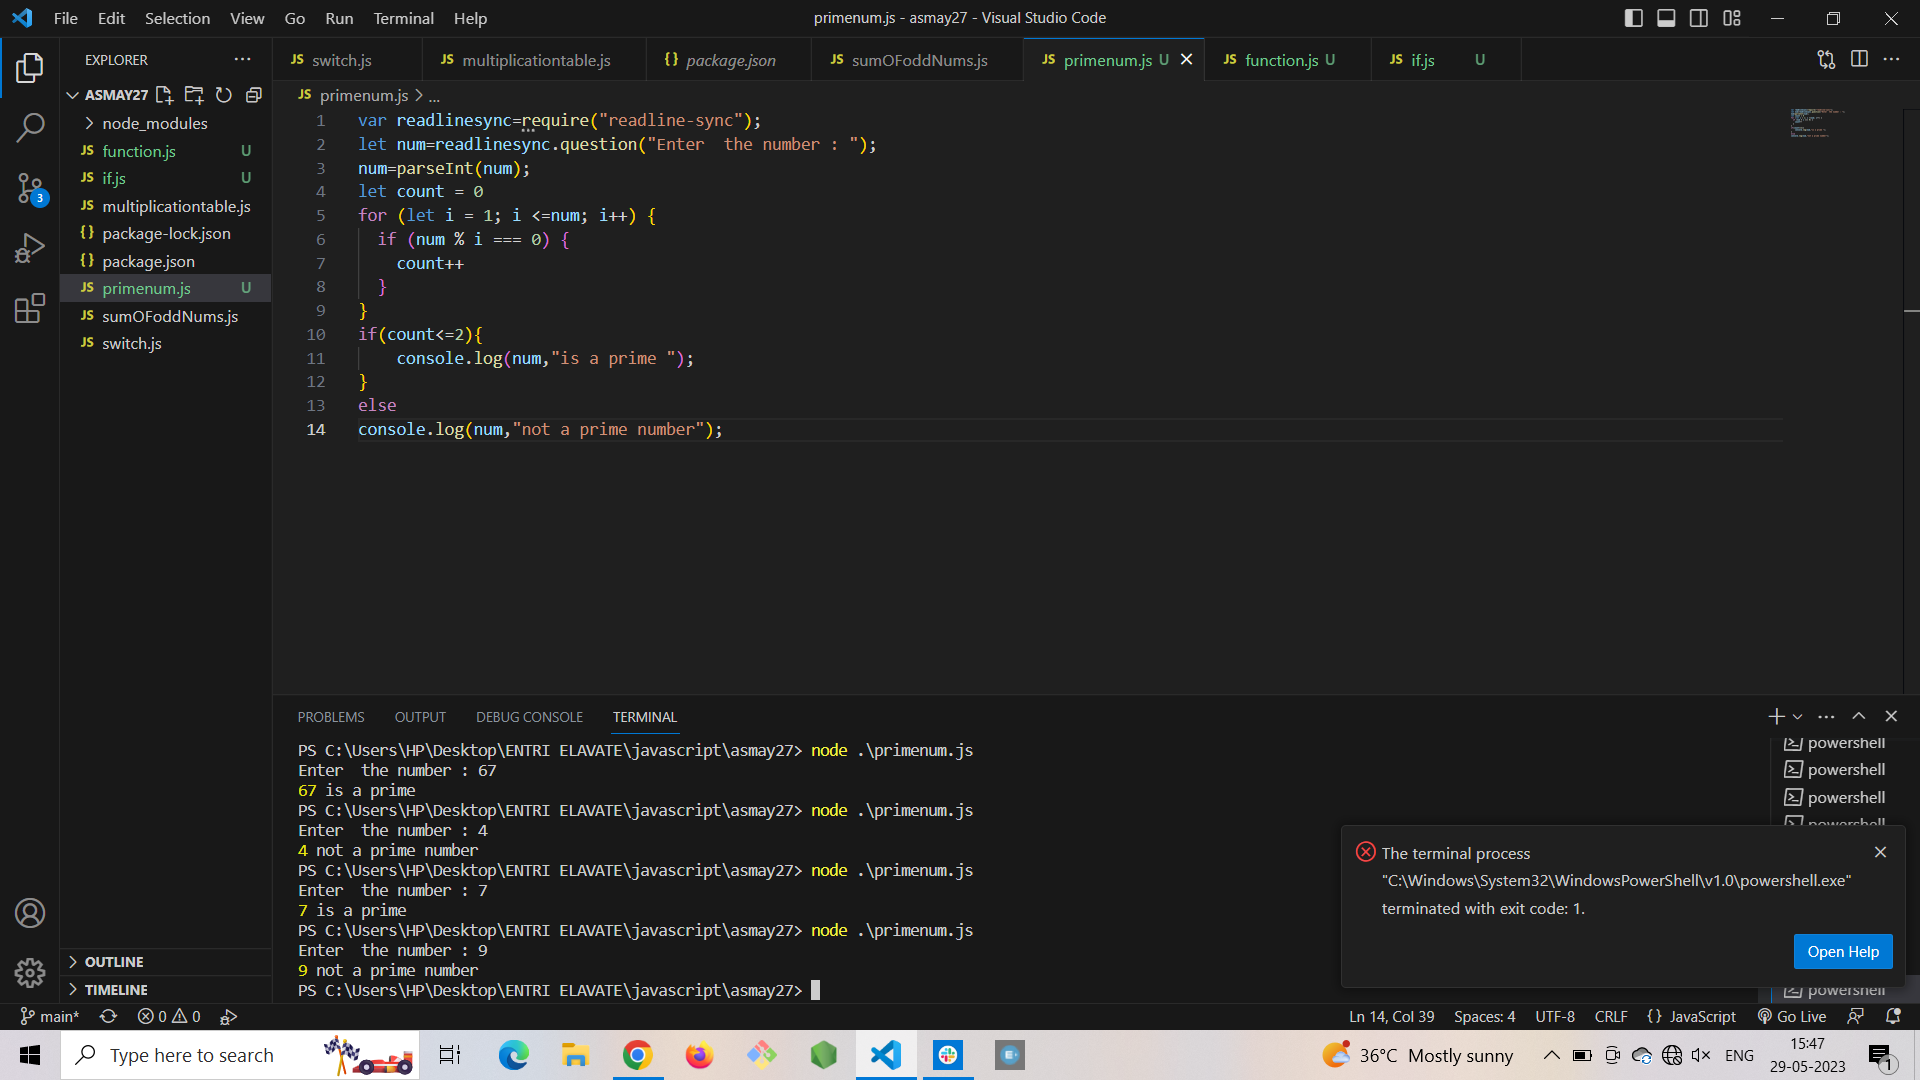 File Edit Selection View Go Run Terminal Help
primenum.js - asmay27 - Visual Studio Code
EXPLORER
JS switch.js
JS multiplicationtable.js
{} package.json
JS sumOFoddNums.js
JS primenum.js U
JS function.js U
JS if.js U
ASMAY27
node_modules
JS function.js U
JS if.js U
JS multiplicationtable.js
{} package-lock.json
{} package.json
JS primenum.js U
JS sumOFoddNums.js
JS switch.js
3
OUTLINE
TIMELINE
JS primenum.js > ...
1 var readlinesync=require("readline-sync");
2 let num=readlinesync.question("Enter  the number : ");
3 num=parseInt(num);
4 let count = 0
5 for (let i = 1; i <=num; i++) {
6   if (num % i === 0) {
7     count++
8   }
9 }
10 if(count<=2){
11     console.log(num,"is a prime ");
12 }
13 else
14 console.log(num,"not a prime number");
PROBLEMS OUTPUT DEBUG CONSOLE TERMINAL
PS C:\Users\HP\Desktop\ENTRI ELAVATE\javascript\asmay27> node .\primenum.js
Enter  the number : 67
67 is a prime
PS C:\Users\HP\Desktop\ENTRI ELAVATE\javascript\asmay27> node .\primenum.js
Enter  the number : 4
4 not a prime number
PS C:\Users\HP\Desktop\ENTRI ELAVATE\javascript\asmay27> node .\primenum.js
Enter  the number : 7
7 is a prime
PS C:\Users\HP\Desktop\ENTRI ELAVATE\javascript\asmay27> node .\primenum.js
Enter  the number : 9
9 not a prime number
PS C:\Users\HP\Desktop\ENTRI ELAVATE\javascript\asmay27>
powershell
powershell
powershell
powershell
The terminal process
"C:\Windows\System32\WindowsPowerShell\v1.0\powershell.exe"
terminated with exit code: 1.
Open Help
powershell
main* 0 0
Ln 14, Col 39 Spaces: 4 UTF-8 CRLF {} JavaScript Go Live
Type here to search
36°C Mostly sunny
ENG
15:47
29-05-2023
1